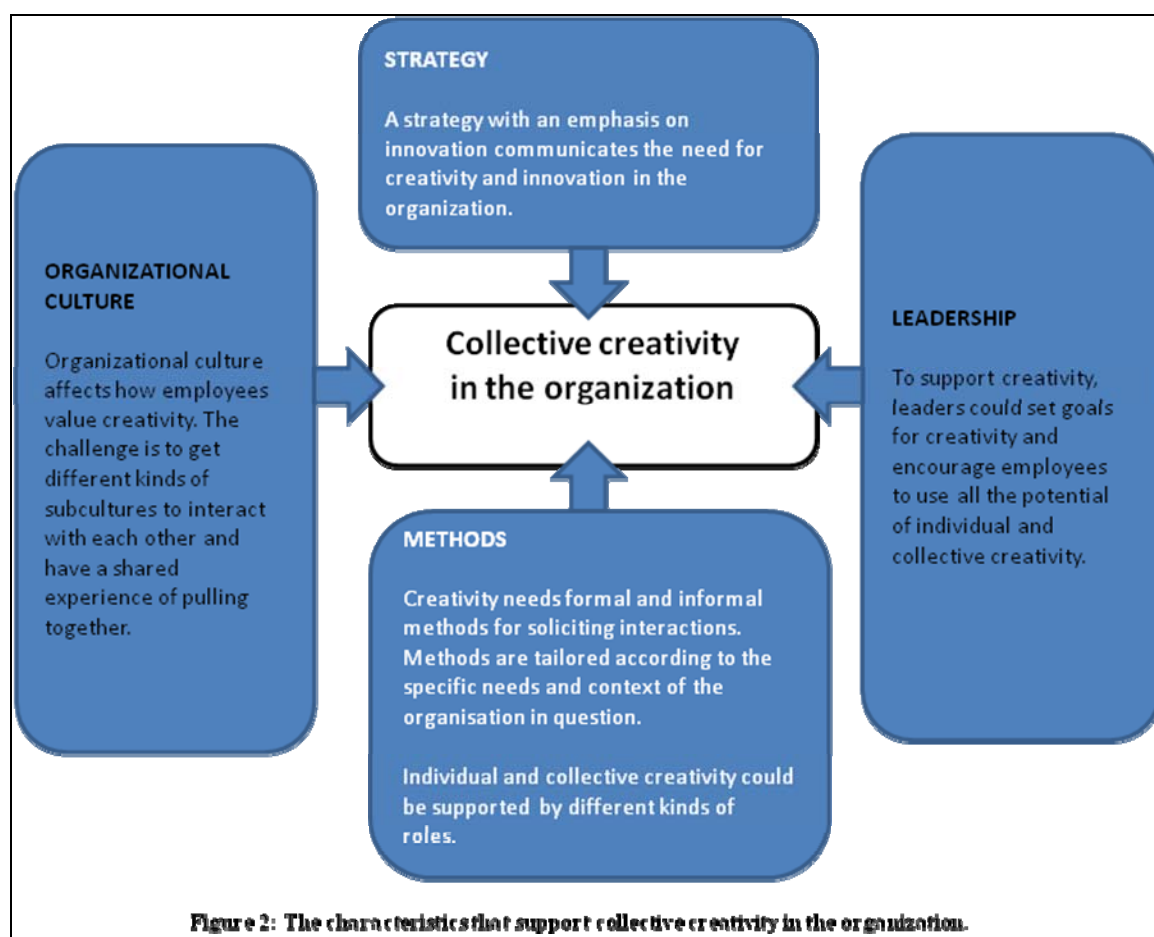 STRATEGY
A strategy with an emphasis on
innovation communicates the need for
creativity and innovation in the
organization.
ORGANIZATIONAL
CULTURE
Organizational culture
affects how employees
value creativity. The
challenge is to get
different kinds of
subcultures to interact
with each other and
have a shared
experience of pulling
together.
Collective creativity
in the organization
LEADERSHIP
To support creativity,
leaders could set goals
for creativity and
encourage employees
to use all the potential
of individual and
collective creativity.
METHODS
Creativity needs formal and informal
methods for soliciting interactions.
Methods are tailored according to the
specific needs and context of the
organisation in question.
Individual and collective creativity could
be supported by different kinds of
roles.
Figure 2: The characteristics that support collective creativity in the organization.